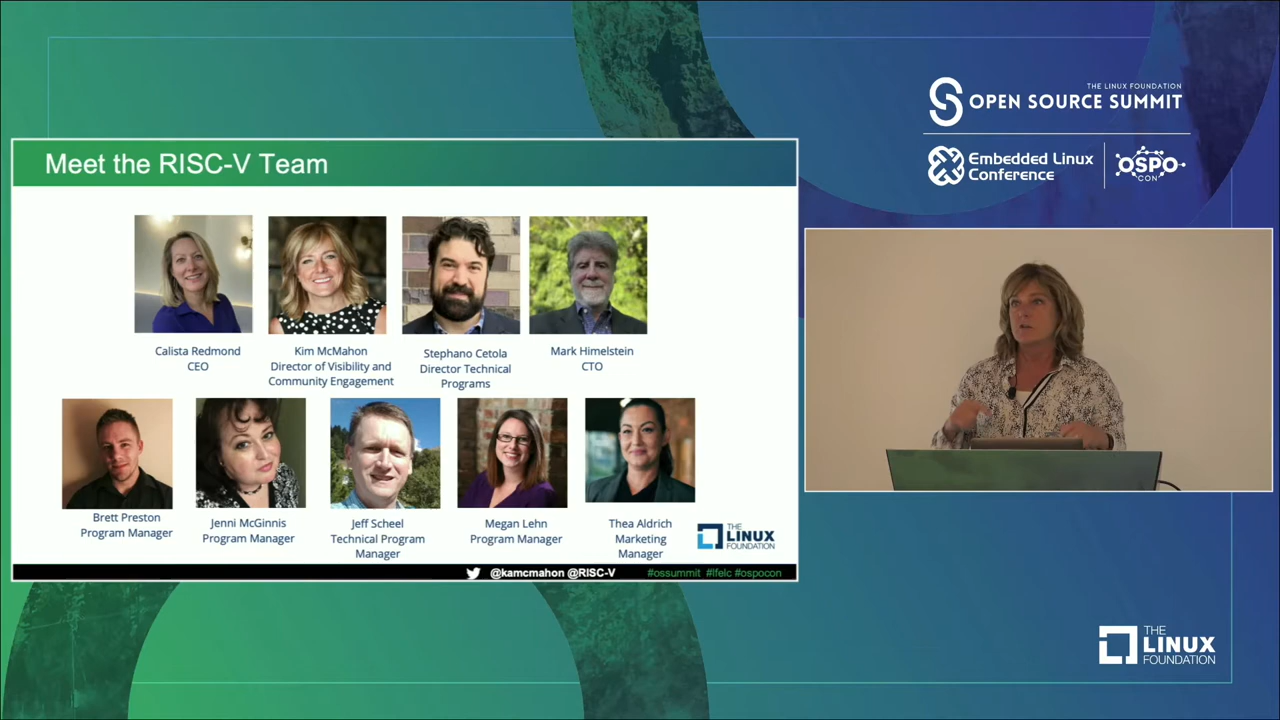 THE LINUX FOUNDATION
OPEN SOURCE SUMMIT
Embedded Linux
Conference
OSPO
CON
Meet the RISC-V Team
Calista Redmond
CEO
Kim McMahon
Director of Visibility and
Community Engagement
Stephano Cetola
Director Technical
Programs
Mark Himelstein
CTO
Brett Preston
Program Manager
Jenni McGinnis
Program Manager
Jeff Scheel
Technical Program
Manager
Megan Lehn
Program Manager
Thea Aldrich
Marketing
Manager
THE
LINUX
FOUNDATION
@kamcmahon @RISC-V #ossummit #lfelc #ospocon
THE
LINUX
FOUNDATION